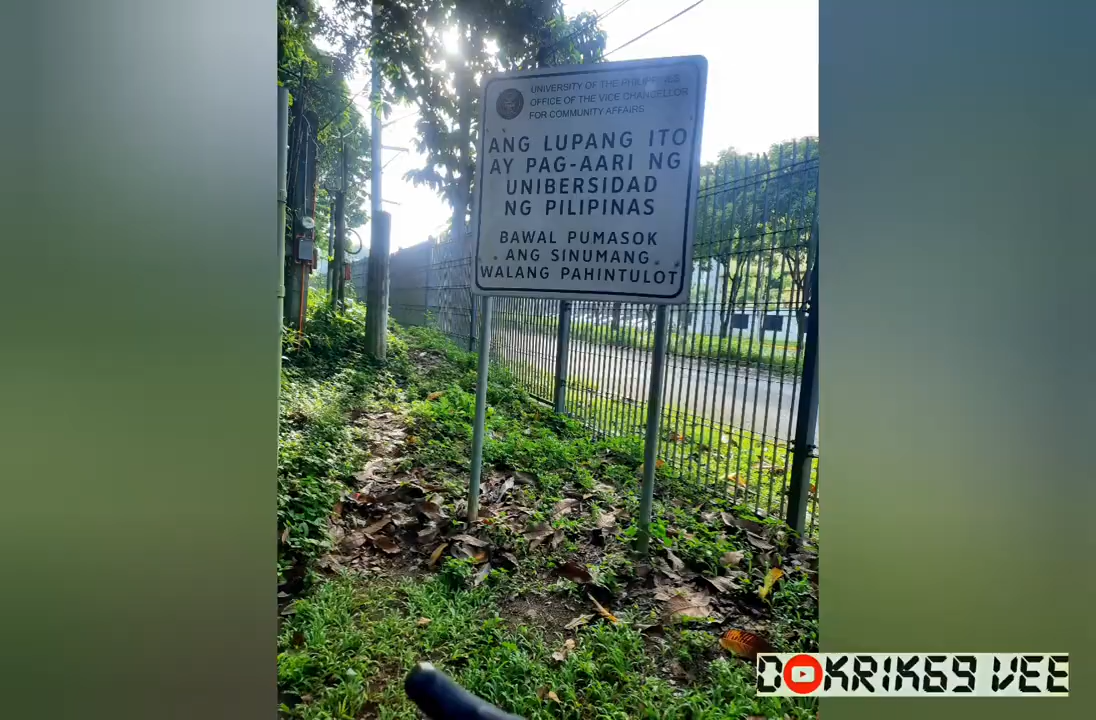 UNIVERSITY OF THE PHILIPPINES
OFFICE OF THE VICE CHANCELLOR
FOR COMMUNITY AFFAIRS
ANG LUPANG ITO
AY PAG-AARI NG
UNIBERSIDAD
NG PILIPINAS
BAWAL PUMASOK
ANG SINUMANG
WALANG PAHINTULOT
DOKRIK69 VEE